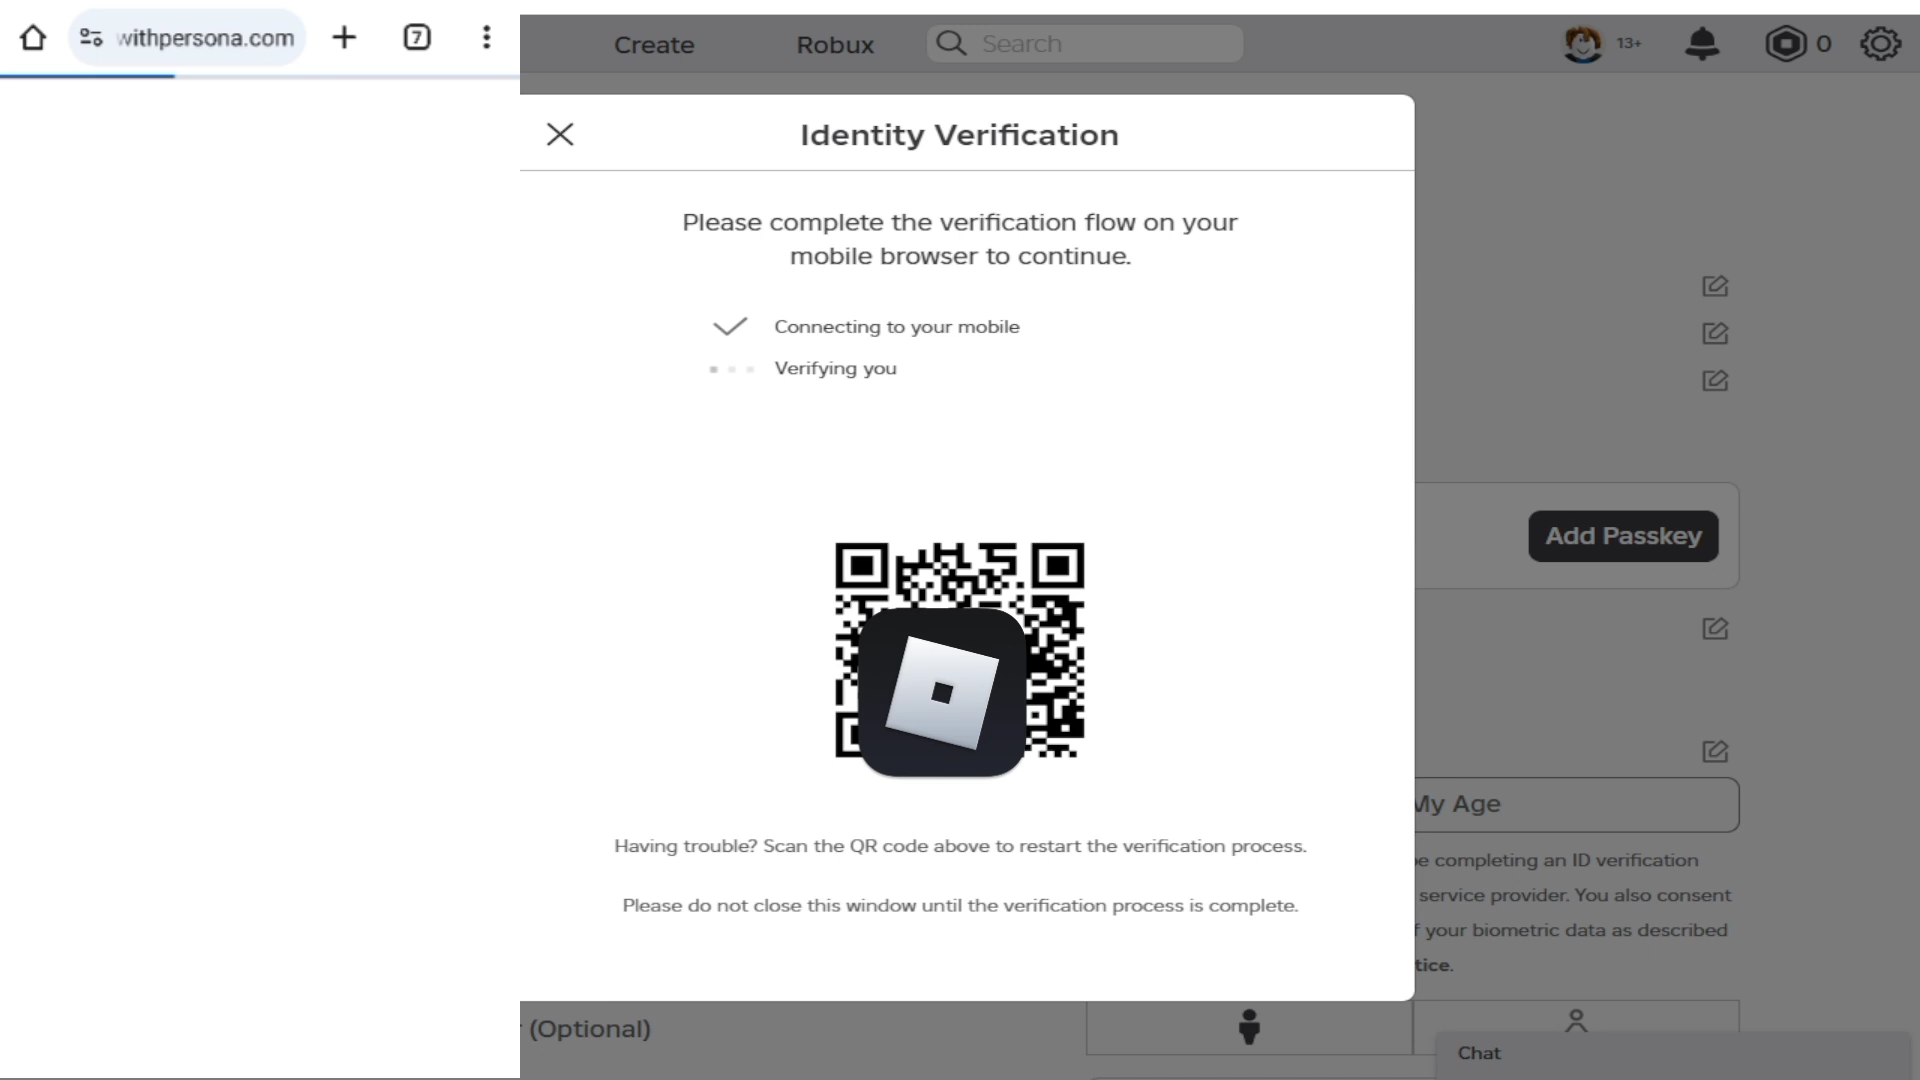 withpersona.com
7
Create
Robux
Search
13+
0
Identity Verification
Please complete the verification flow on your
mobile browser to continue.
Connecting to your mobile
Verifying you
Add Passkey
My Age
Having trouble? Scan the QR code above to restart the verification process.
completing an ID verification
service provider. You also consent
Please do not close this window until the verification process is complete.
your biometric data as described
tice.
(Optional)
Chat